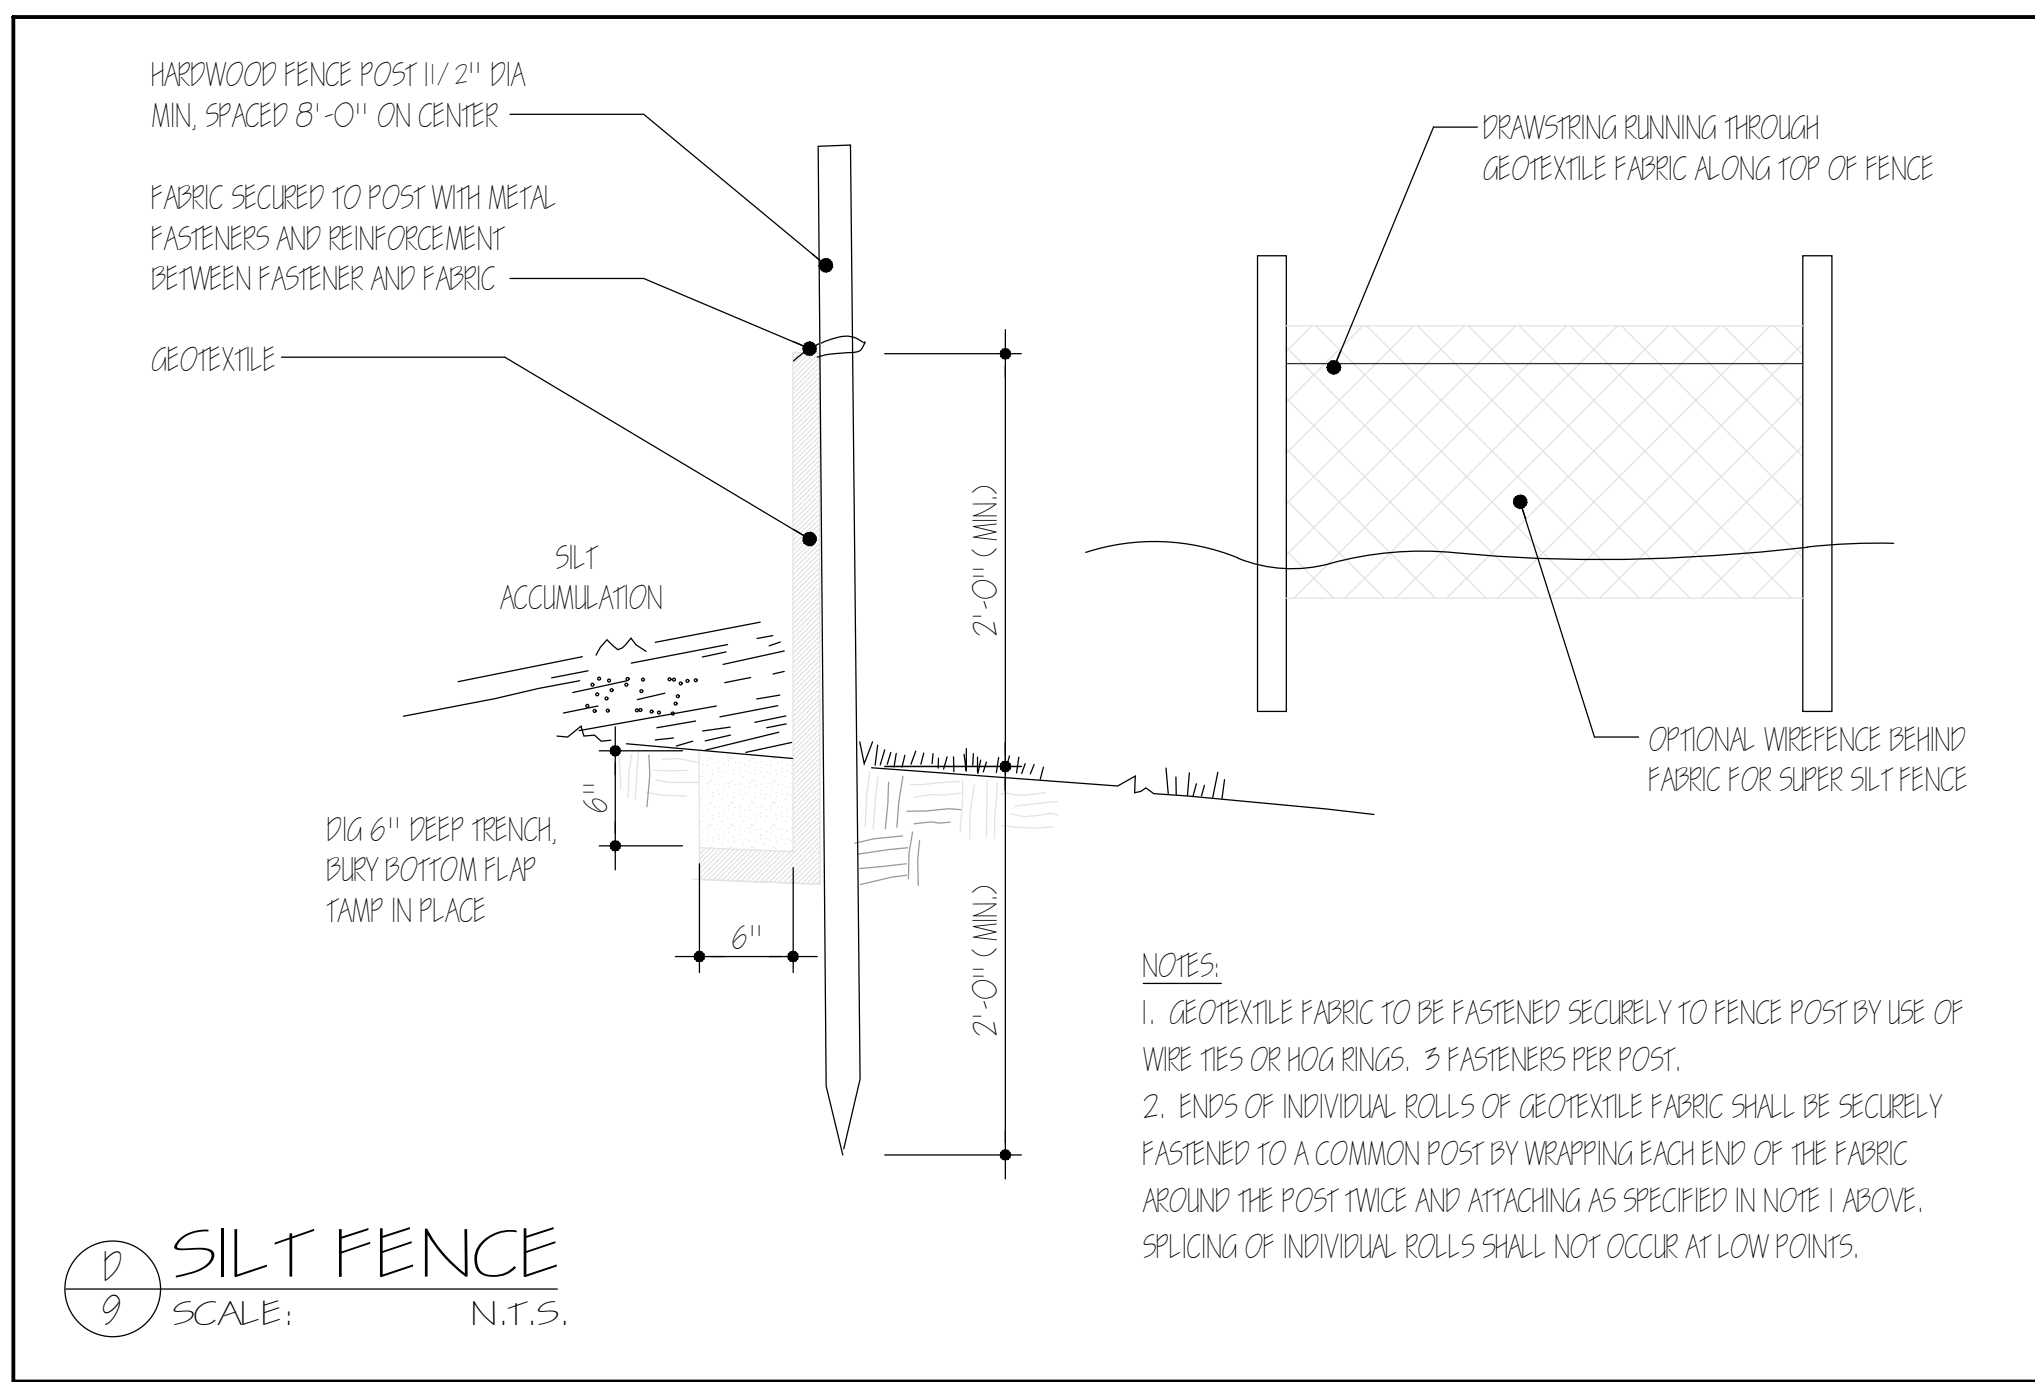 HARDWOOD FENCE POST 11/2" DIA
MIN, SPACED 8'-0" ON CENTER
FABRIC SECURED TO POST WITH METAL
FASTENERS AND REINFORCEMENT
BETWEEN FASTENER AND FABRIC
GEOTEXTILE
SILT
ACCUMULATION
6"
DIG 6" DEEP TRENCH,
BURY BOTTOM FLAP
TAMP IN PLACE
6"
2'-0" (MIN.)
2'-0" (MIN.)
DRAWSTRING RUNNING THROUGH
GEOTEXTILE FABRIC ALONG TOP OF FENCE
OPTIONAL WIREFENCE BEHIND
FABRIC FOR SUPER SILT FENCE
NOTES:
1. GEOTEXTILE FABRIC TO BE FASTENED SECURELY TO FENCE POST BY USE OF
WIRE TIES OR HOG RINGS. 3 FASTENERS PER POST.
2. ENDS OF INDIVIDUAL ROLLS OF GEOTEXTILE FABRIC SHALL BE SECURELY
FASTENED TO A COMMON POST BY WRAPPING EACH END OF THE FABRIC
AROUND THE POST TWICE AND ATTACHING AS SPECIFIED IN NOTE 1 ABOVE.
SPLICING OF INDIVIDUAL ROLLS SHALL NOT OCCUR AT LOW POINTS.
D
9
SILT FENCE
SCALE: N.T.S.